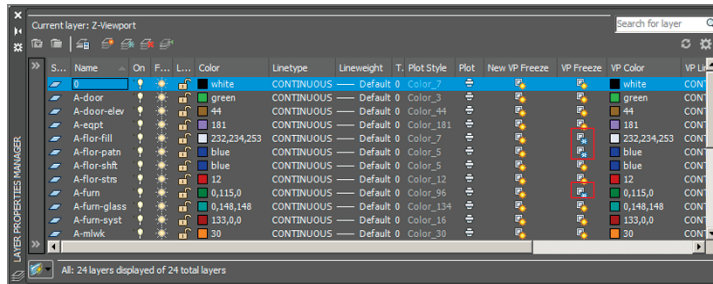 Current layer: Z-Viewport
Search for layer
S... Name On F... L... Color Linetype Lineweight T. Plot Style Plot New VP Freeze VP Freeze VP Color VP Lin
0 white CONTINUOUS Default 0 Color_7 white CONT
A-door green CONTINUOUS Default 0 Color_3 green CONT
A-door-elev 44 CONTINUOUS Default 0 Color_44 44 CONT
A-eqpt 181 CONTINUOUS Default 0 Color_181 181 CONT
A-flor-fill 232,234,253 CONTINUOUS Default 0 Color_7 232,234,253 CONT
A-flor-patn blue CONTINUOUS Default 0 Color_5 blue CONT
A-flor-shft blue CONTINUOUS Default 0 Color_5 blue CONT
A-flor-strs 12 CONTINUOUS Default 0 Color_12 12 CONT
A-furn 0,115,0 CONTINUOUS Default 0 Color_96 0,115,0 CONT
A-furn-glass 0,148,148 CONTINUOUS Default 0 Color_134 0,148,148 CONT
A-furn-syst 133,0,0 CONTINUOUS Default 0 Color_16 133,0,0 CONT
A-mlwk 30 CONTINUOUS Default 0 Color_30 30 CONT
LAYER PROPERTIES MANAGER
All: 24 layers displayed of 24 total layers